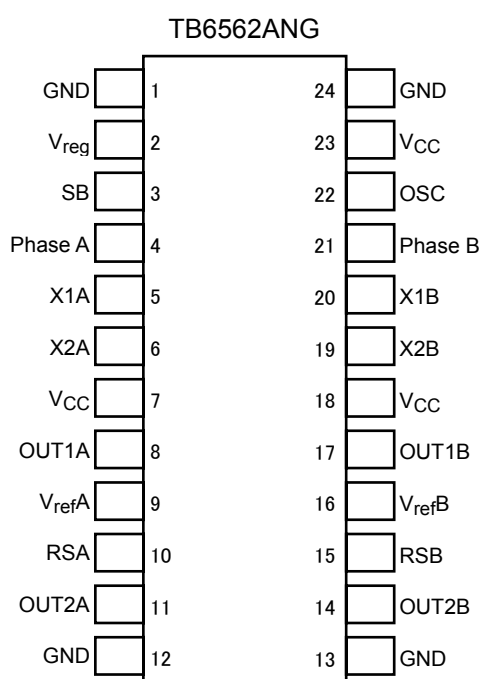 TB6562ANG
GND 1 24 GND
Vreg 2 23 VCC
SB 3 22 OSC
Phase A 4 21 Phase B
X1A 5 20 X1B
X2A 6 19 X2B
VCC 7 18 VCC
OUT1A 8 17 OUT1B
VrefA 9 16 VrefB
RSA 10 15 RSB
OUT2A 11 14 OUT2B
GND 12 13 GND